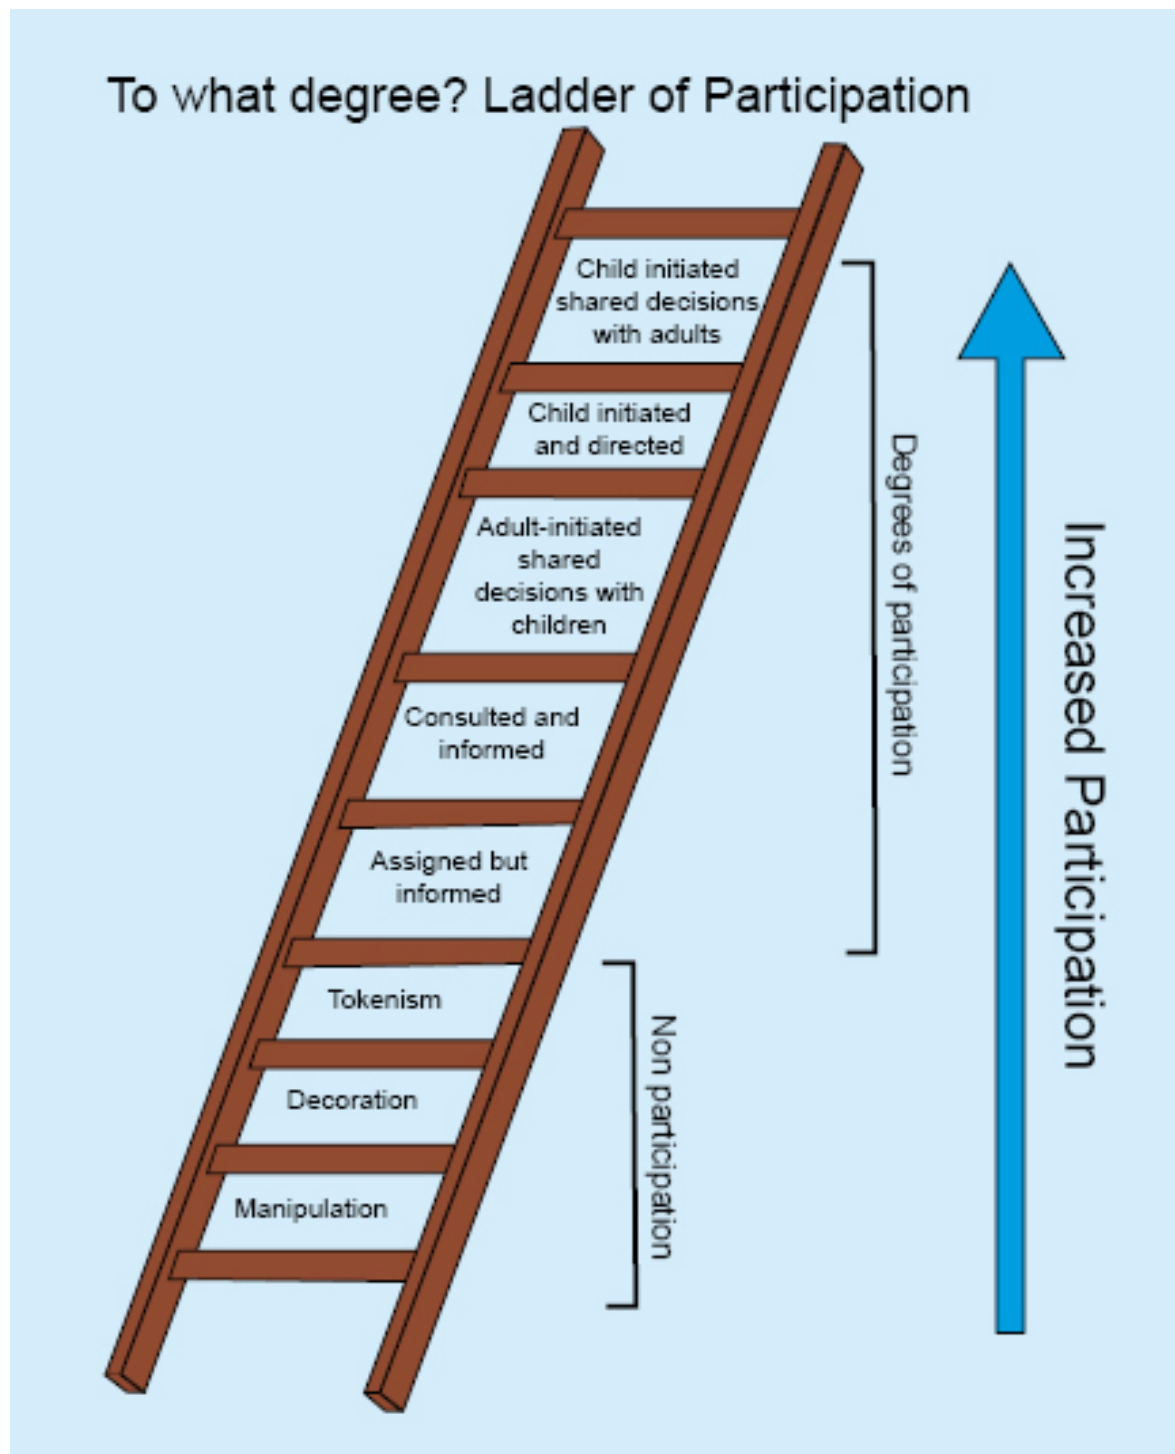 To what degree? Ladder of Participation
Child initiated
shared decisions
with adults
Child initiated
and directed
Adult-initiated
shared
decisions with
children
Consulted and
informed
Assigned but
informed
Tokenism
Decoration
Manipulation
Degrees of participation
Non participation
Increased Participation